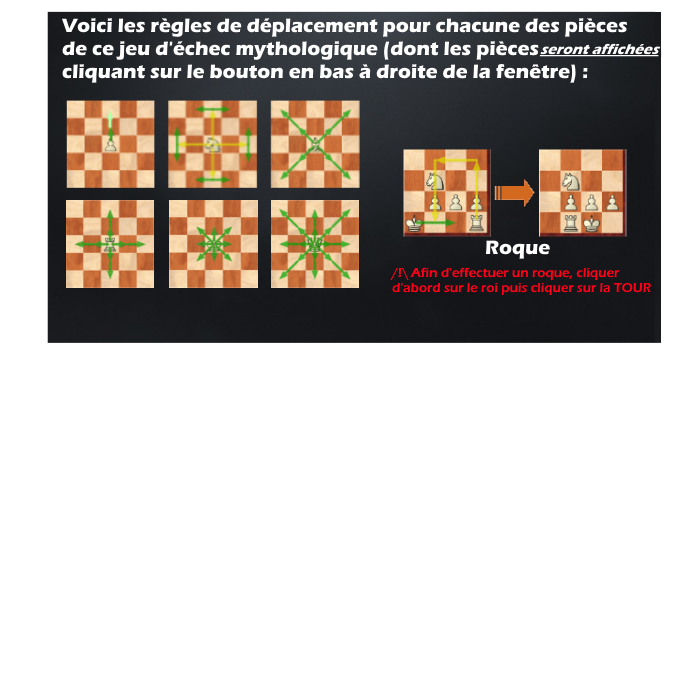 Voici les règles de déplacement pour chacune des pièces
de ce jeu d'échec mythologique (dont les pièces seront affichées
cliquant sur le bouton en bas à droite de la fenêtre) :
Roque
/!\ Afin d'effectuer un roque, cliquer
d'abord sur le roi puis cliquer sur la TOUR